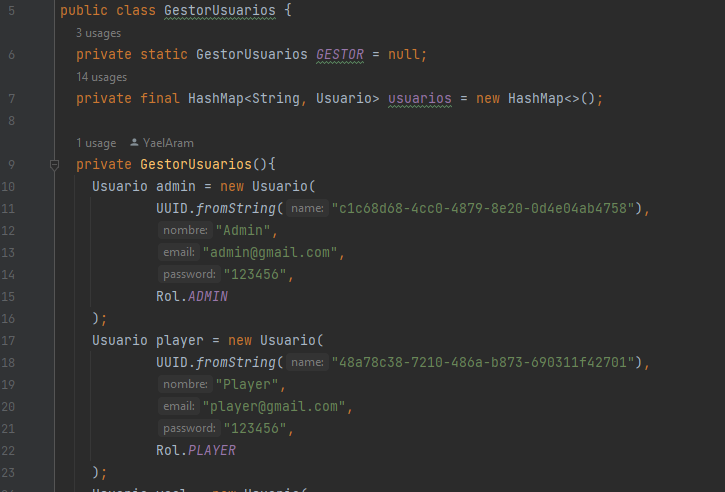 5 public class GestorUsuarios {
3 usages
6 private static GestorUsuarios GESTOR = null;
14 usages
7 private final HashMap<String, Usuario> usuarios = new HashMap<>();
8
1 usage YaelAram
9 private GestorUsuarios(){
10 Usuario admin = new Usuario(
11 UUID.fromString( name: "c1c68d68-4cc0-4879-8e20-0d4e04ab4758"),
12 nombre: "Admin",
13 email: "admin@gmail.com",
14 password: "123456",
15 Rol.ADMIN
16 );
17 Usuario player = new Usuario(
18 UUID.fromString( name: "48a78c38-7210-486a-b873-690311f42701"),
19 nombre: "Player",
20 email: "player@gmail.com",
21 password: "123456",
22 Rol.PLAYER
23 );